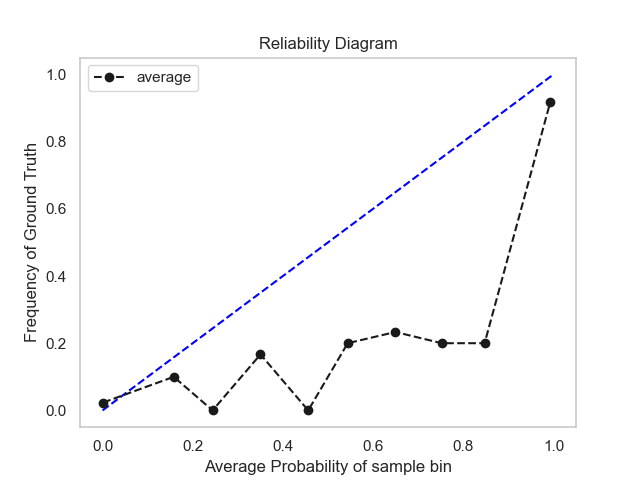 Reliability Diagram
average
1.0
0.8
0.6
0.4
0.2
0.0
Frequency of Ground Truth
0.0 0.2 0.4 0.6 0.8 1.0
Average Probability of sample bin